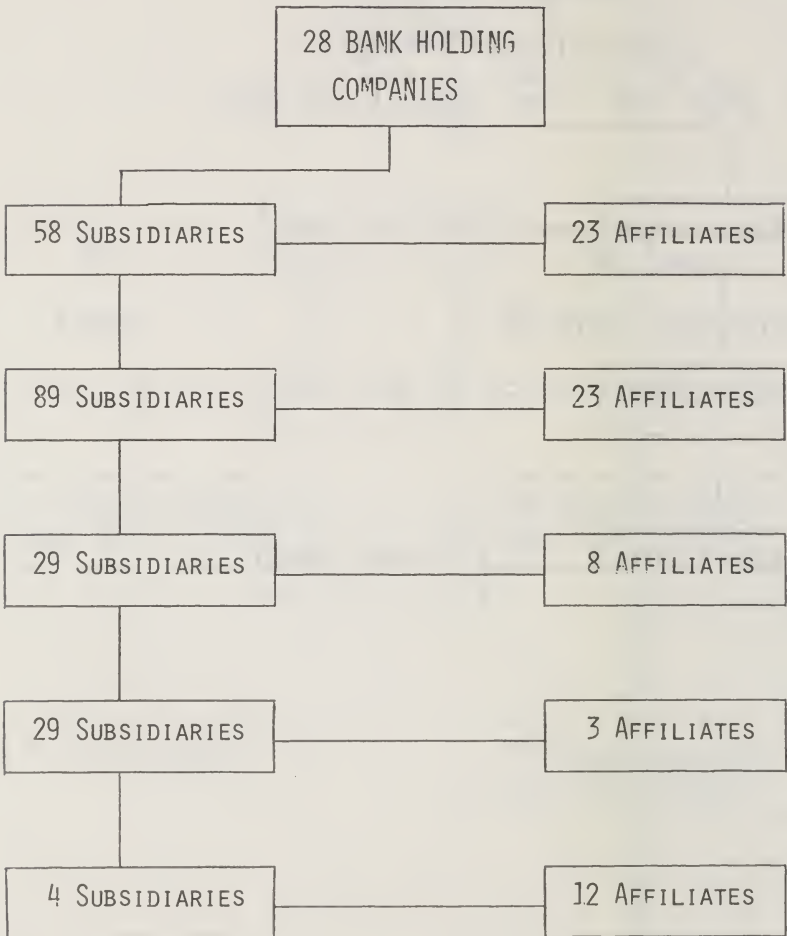 28 BANK HOLDING
COMPANIES
58 SUBSIDIARIES
23 AFFILIATES
89 SUBSIDIARIES
23 AFFILIATES
29 SUBSIDIARIES
8 AFFILIATES
29 SUBSIDIARIES
3 AFFILIATES
4 SUBSIDIARIES
12 AFFILIATES